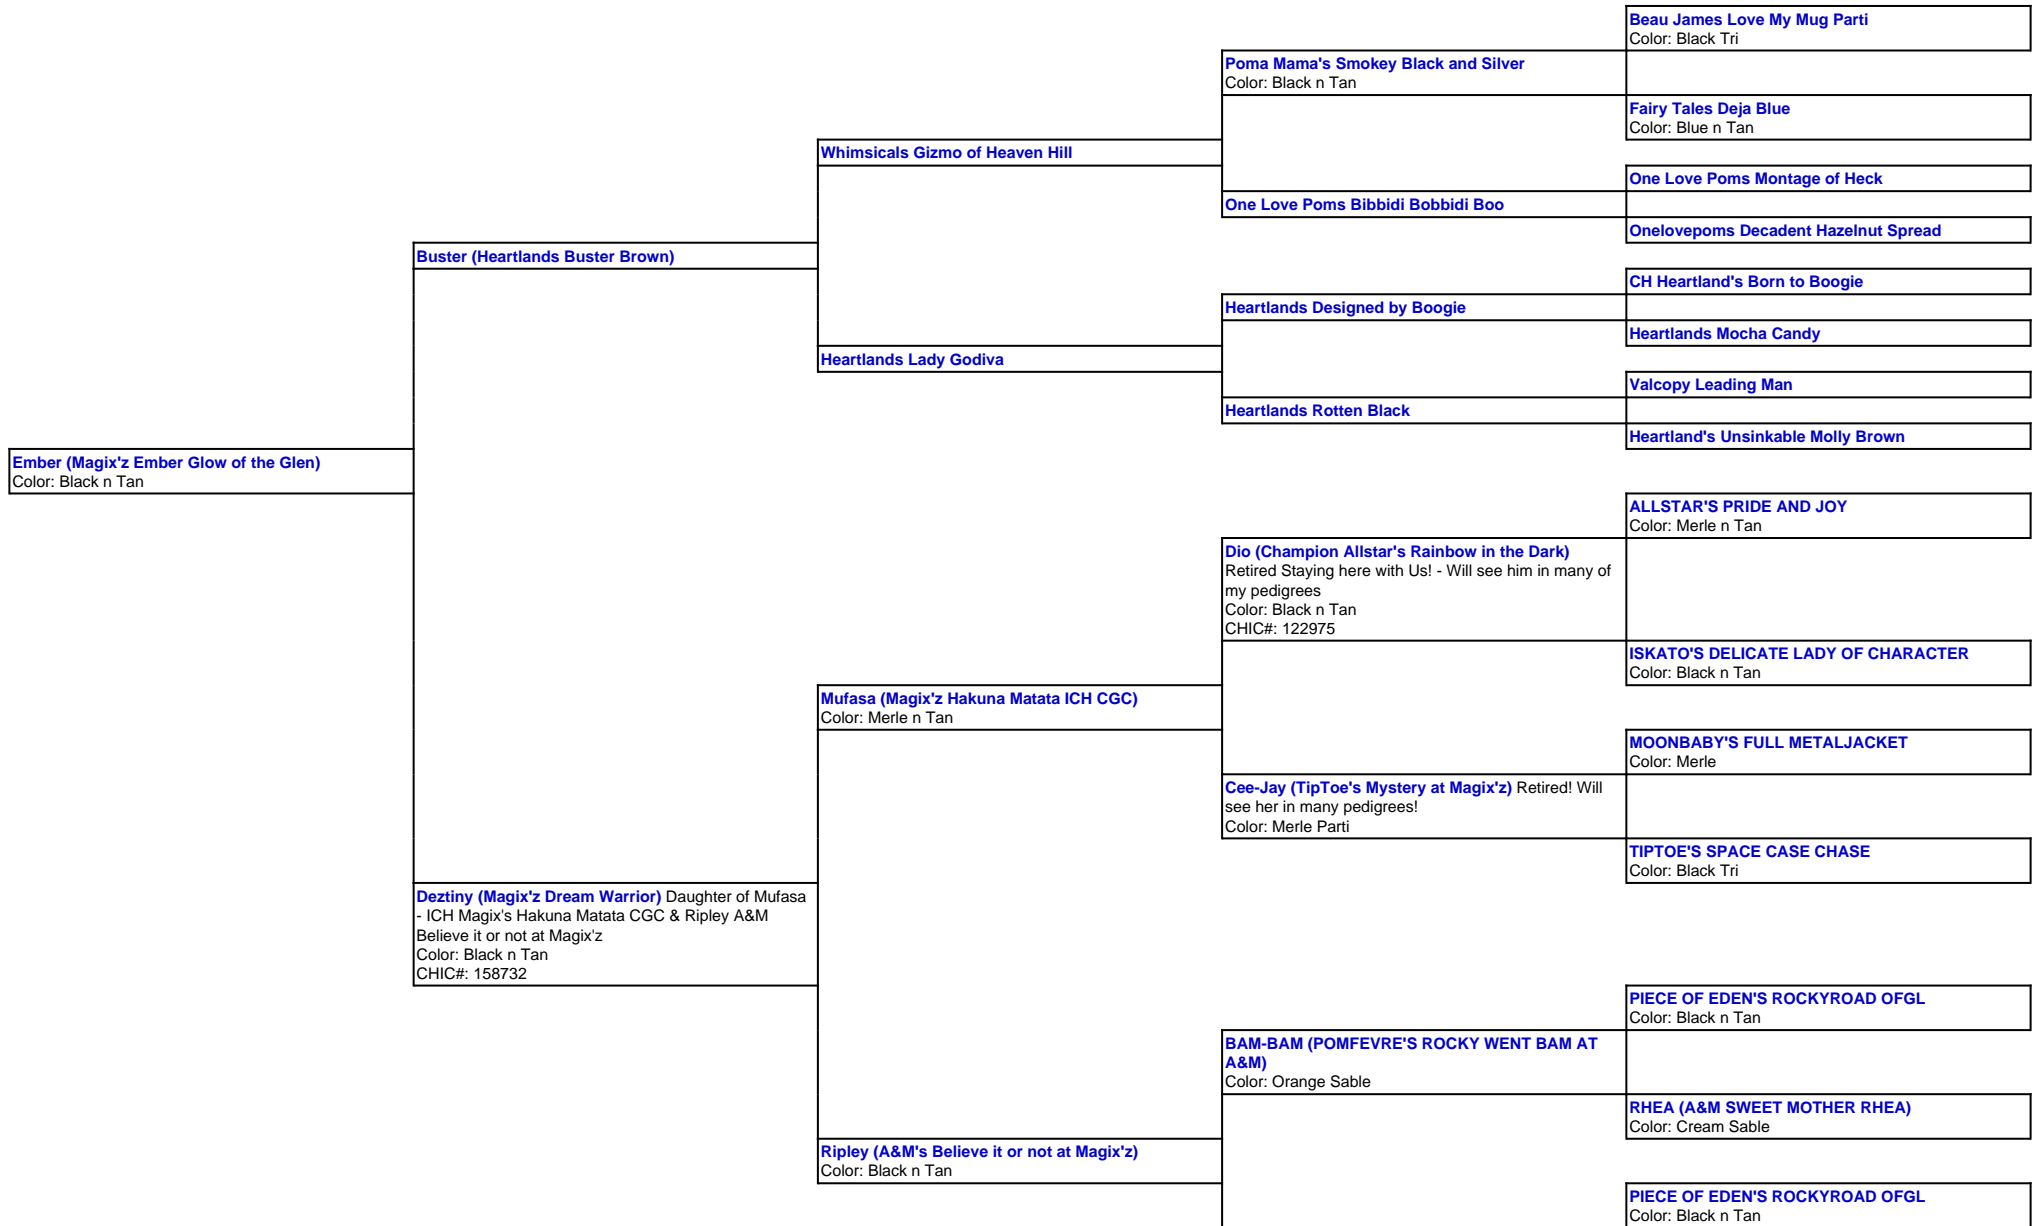 Beau James Love My Mug Parti
Color: Black Tri
Poma Mama's Smokey Black and Silver
Color: Black n Tan
Fairy Tales Deja Blue
Color: Blue n Tan
Whimsicals Gizmo of Heaven Hill
One Love Poms Montage of Heck
One Love Poms Bibbidi Bobbidi Boo
Onelovepoms Decadent Hazelnut Spread
Buster (Heartlands Buster Brown)
CH Heartland's Born to Boogie
Heartlands Designed by Boogie
Heartlands Mocha Candy
Heartlands Lady Godiva
Valcopy Leading Man
Heartlands Rotten Black
Heartland's Unsinkable Molly Brown
Ember (Magix'z Ember Glow of the Glen)
Color: Black n Tan
ALLSTAR'S PRIDE AND JOY
Color: Merle n Tan
Dio (Champion Allstar's Rainbow in the Dark)
Retired Staying here with Us! - Will see him in many of
my pedigrees
Color: Black n Tan
CHIC#: 122975
ISKATO'S DELICATE LADY OF CHARACTER
Color: Black n Tan
Mufasa (Magix'z Hakuna Matata ICH CGC)
Color: Merle n Tan
MOONBABY'S FULL METALJACKET
Color: Merle
Cee-Jay (TipToe's Mystery at Magix'z) Retired! Will
see her in many pedigrees!
Color: Merle Parti
TIPTOE'S SPACE CASE CHASE
Color: Black Tri
Deztiny (Magix'z Dream Warrior) Daughter of Mufasa
- ICH Magix's Hakuna Matata CGC & Ripley A&M
Believe it or not at Magix'z
Color: Black n Tan
CHIC#: 158732
PIECE OF EDEN'S ROCKYROAD OFGL
Color: Black n Tan
BAM-BAM (POMFEVRE'S ROCKY WENT BAM AT
A&M)
Color: Orange Sable
RHEA (A&M SWEET MOTHER RHEA)
Color: Cream Sable
Ripley (A&M's Believe it or not at Magix'z)
Color: Black n Tan
PIECE OF EDEN'S ROCKYROAD OFGL
Color: Black n Tan